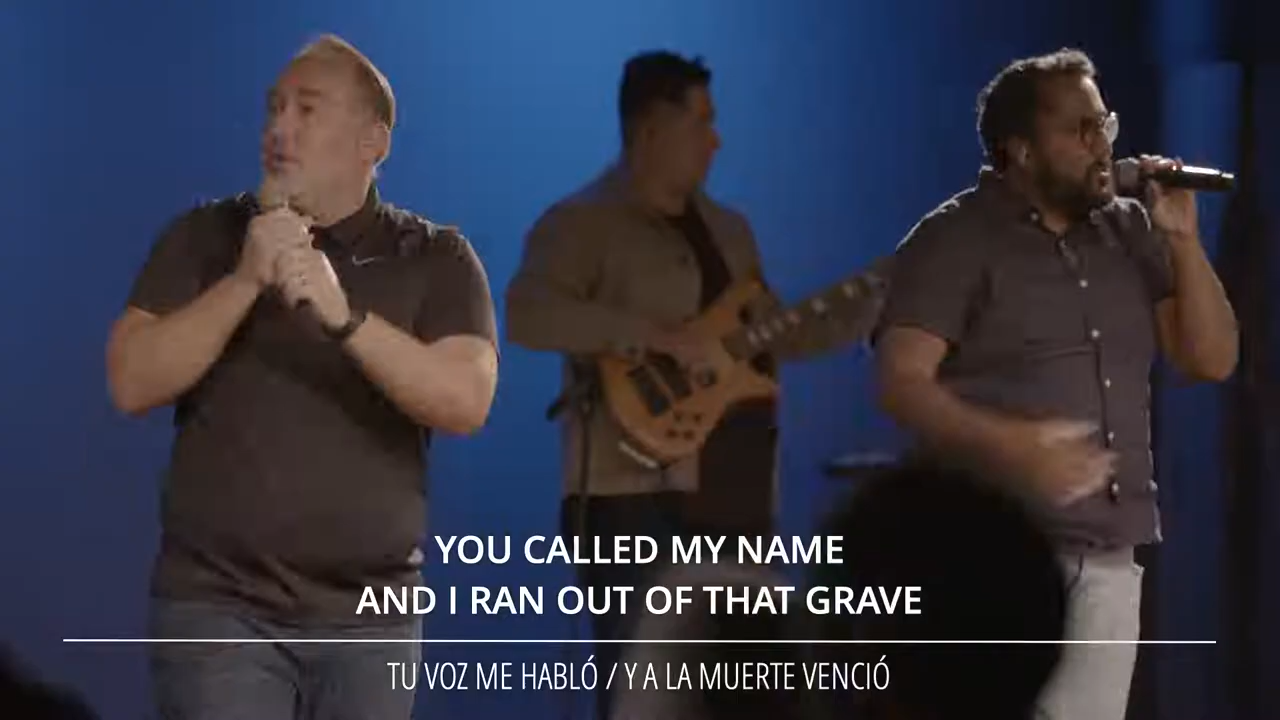 YOU CALLED MY NAME
AND I RAN OUT OF THAT GRAVE
TU VOZ ME HABLÓ / Y A LA MUERTE VENCIÓ